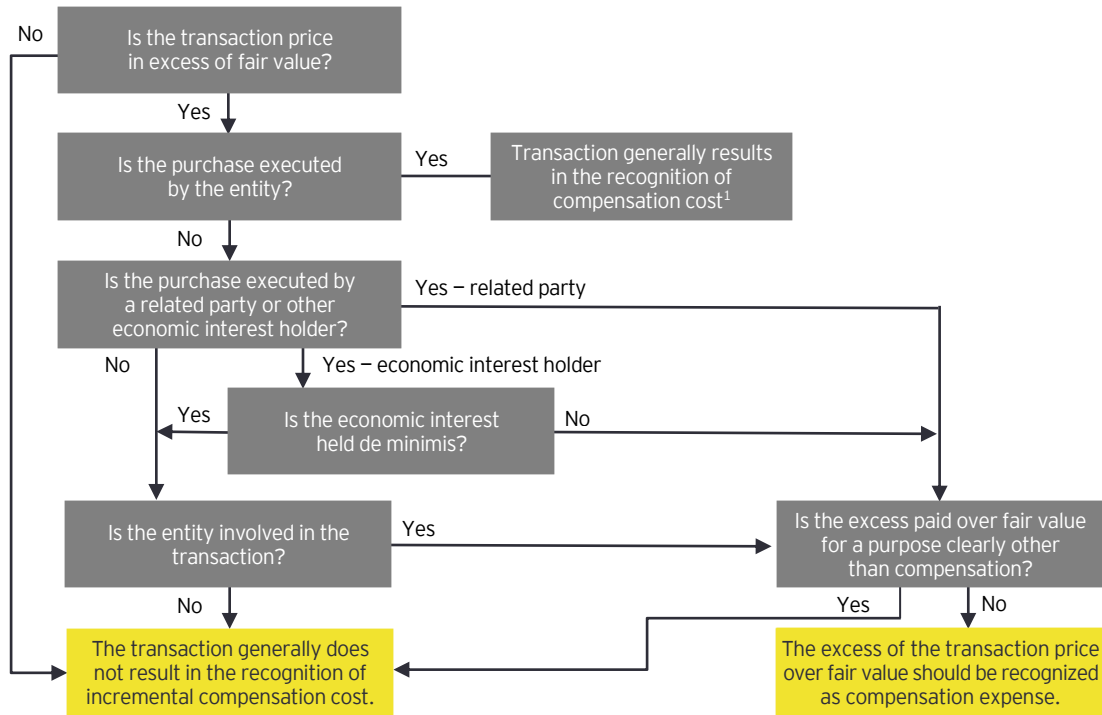 No
Is the transaction price
in excess of fair value?
Yes
Is the purchase executed
by the entity?
Yes
Transaction generally results
in the recognition of
compensation cost¹
No
Is the purchase executed by
a related party or other
economic interest holder?
Yes – related party
No
Yes – economic interest holder
Yes
Is the economic interest
held de minimis?
No
Is the entity involved in the
transaction?
Yes
Is the excess paid over fair value
for a purpose clearly other
than compensation?
No
Yes
No
The transaction generally does
not result in the recognition of
incremental compensation cost.
The excess of the transaction price
over fair value should be recognized
as compensation expense.